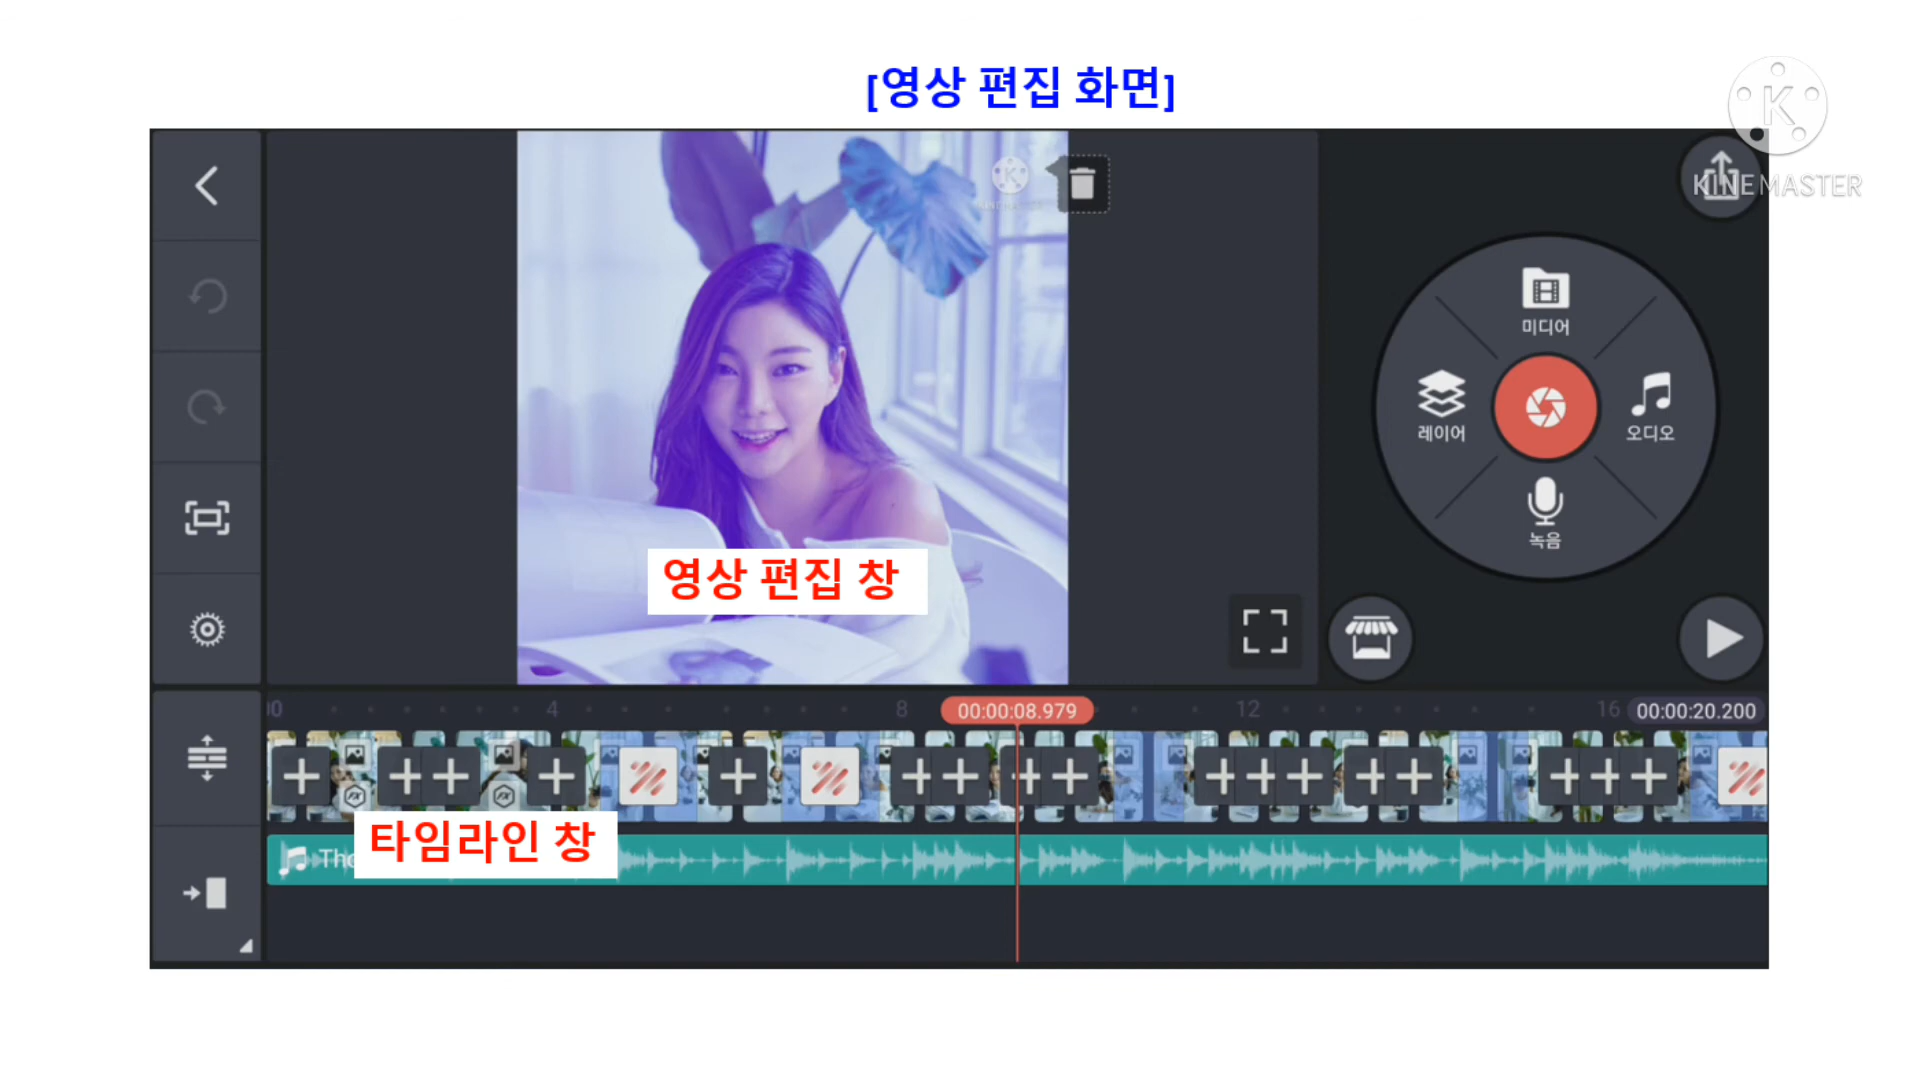 [영상 편집 화면]
K
KINEMASTER
미디어
레이어
오디오
녹음
영상 편집 창
00 4 8 00:00:08.979 12 16 00:00:20.200
타임라인 창